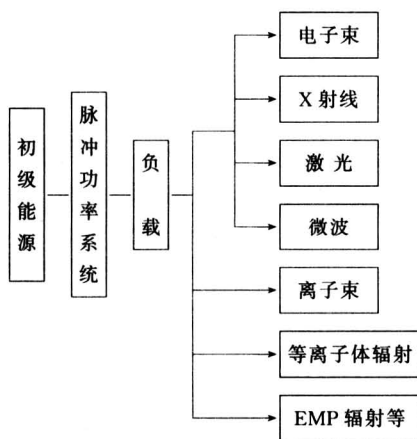 初级能源
脉冲功率系统
负载
电子束
X 射线
激光
微波
离子束
等离子体辐射
EMP 辐射等